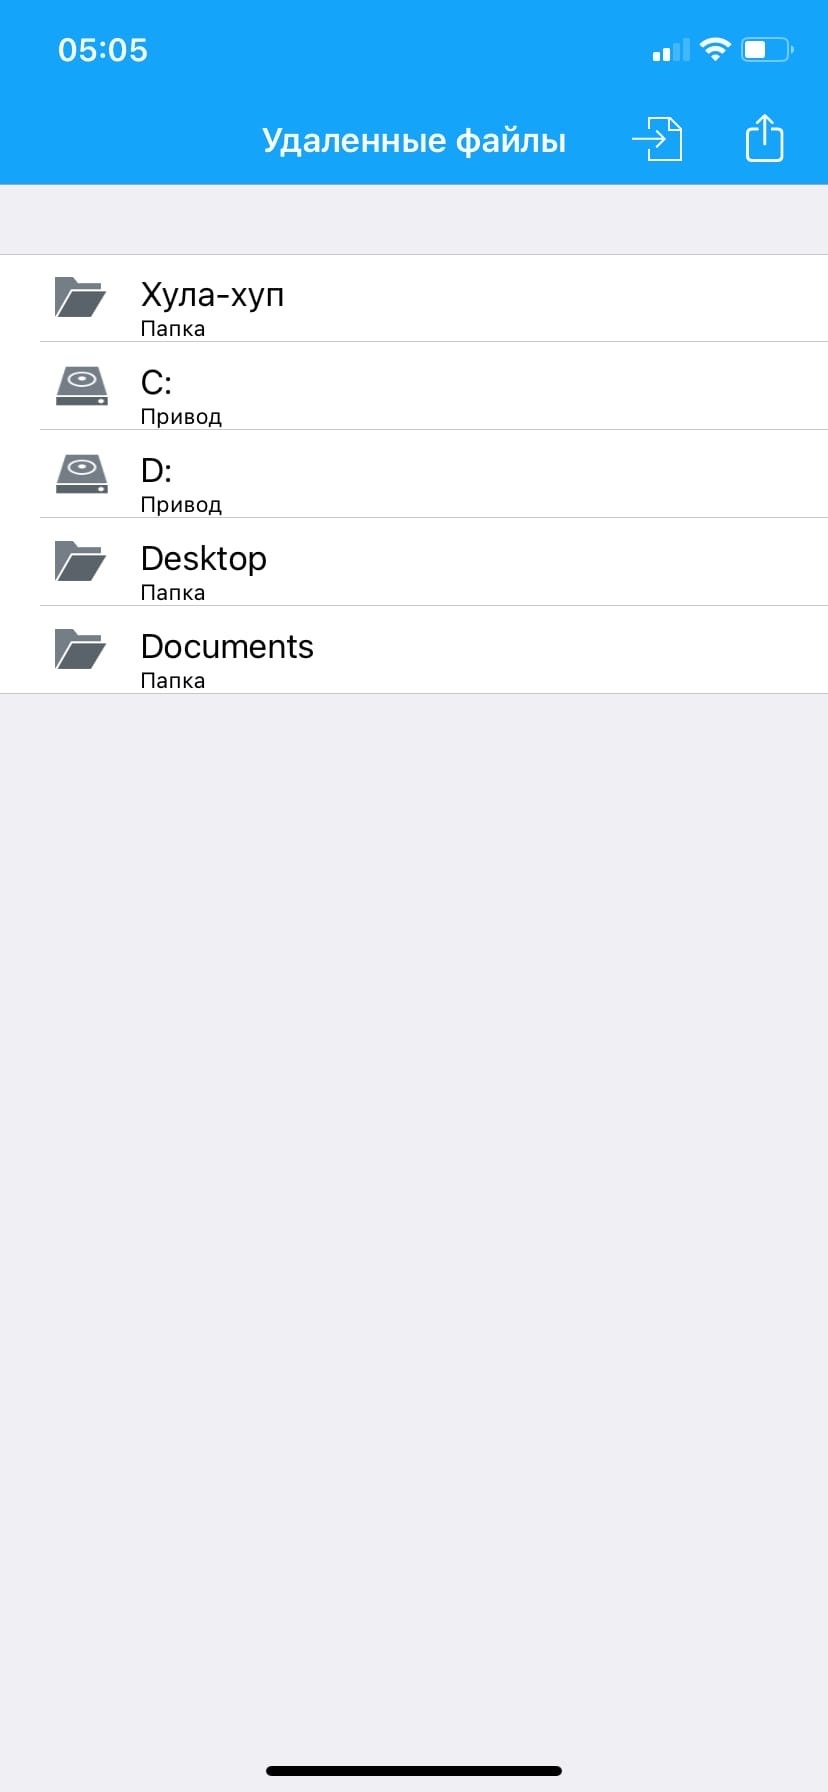 05:05
Удаленные файлы
Хула-хуп
Папка
C:
Привод
D:
Привод
Desktop
Папка
Documents
Папка